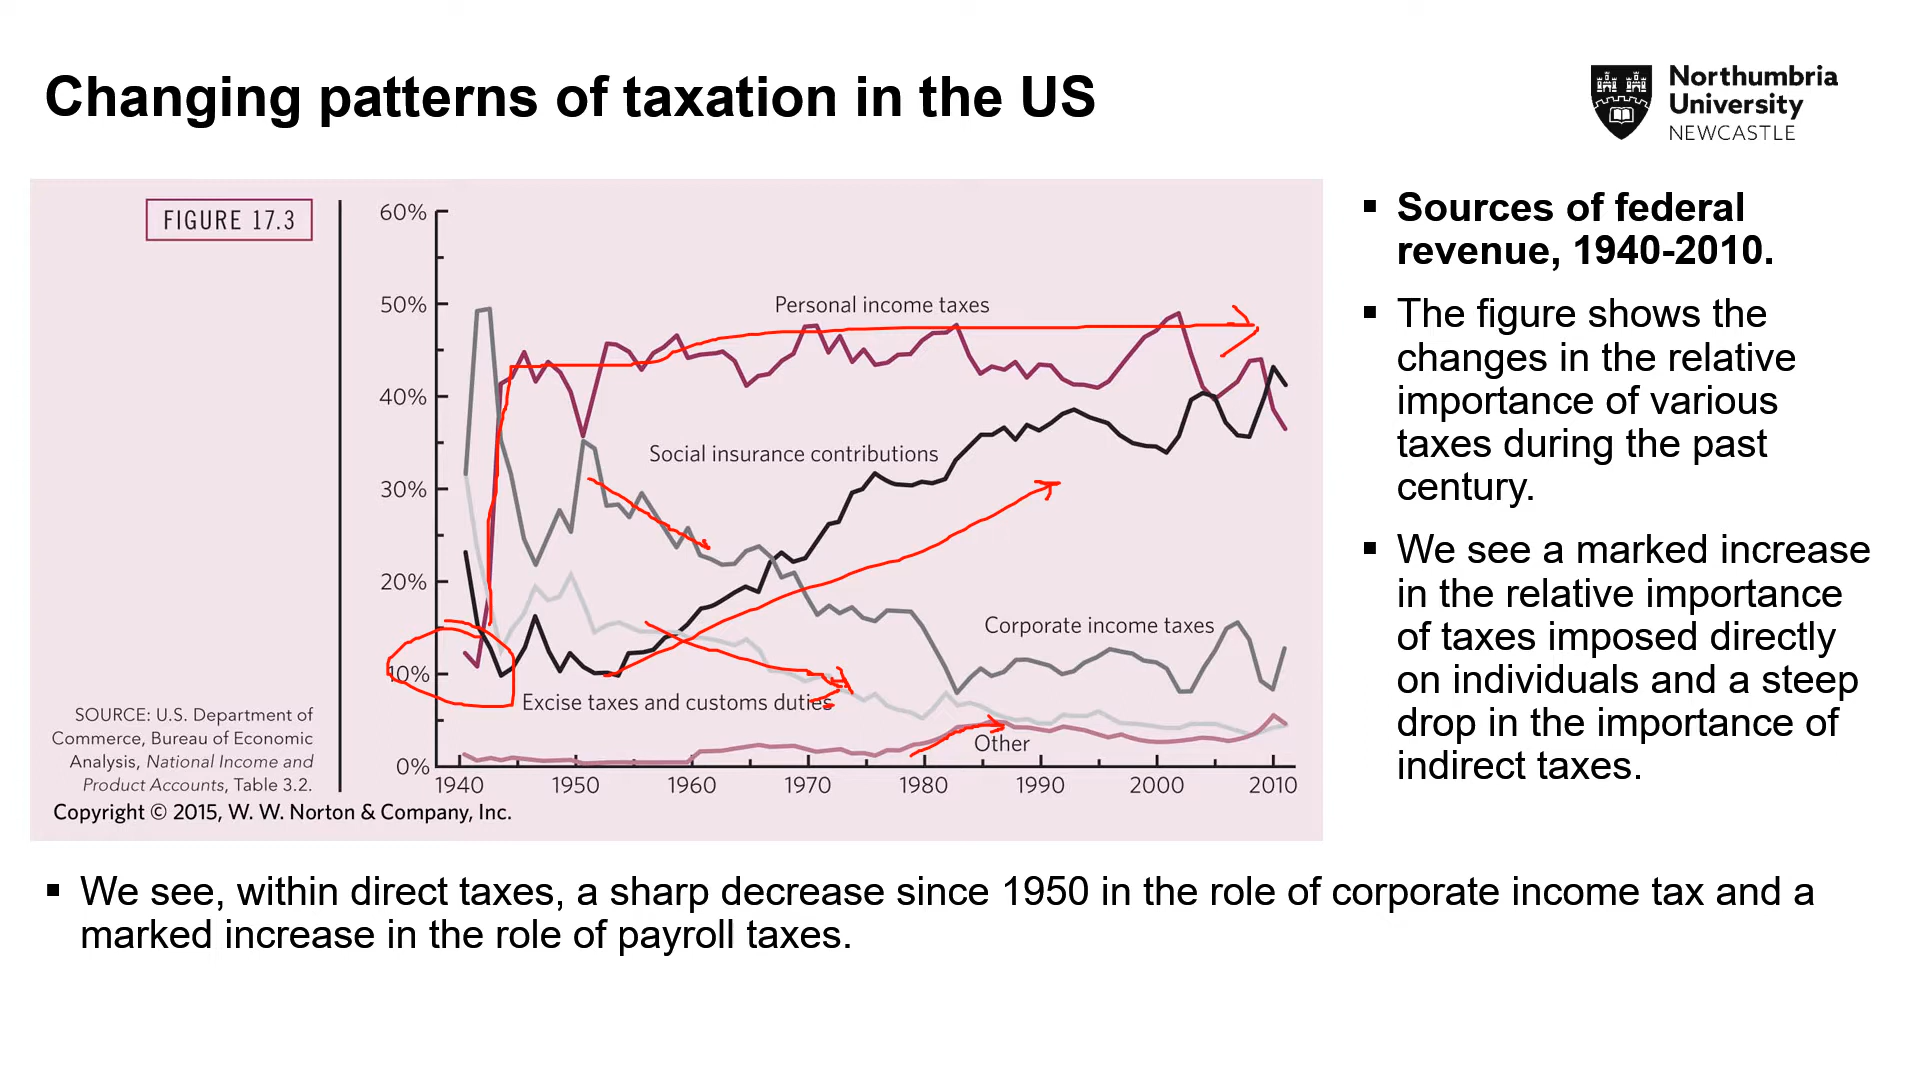 Changing patterns of taxation in the US
Northumbria
University
NEWCASTLE
FIGURE 17.3
60%
50%
40%
30%
20%
10%
0%
Personal income taxes
Social insurance contributions
Corporate income taxes
Excise taxes and customs duties
Other
1940 1950 1960 1970 1980 1990 2000 2010
SOURCE: U.S. Department of
Commerce, Bureau of Economic
Analysis, National Income and
Product Accounts, Table 3.2.
Copyright © 2015, W. W. Norton & Company, Inc.
▪ Sources of federal
revenue, 1940-2010.
▪ The figure shows the
changes in the relative
importance of various
taxes during the past
century.
▪ We see a marked increase
in the relative importance
of taxes imposed directly
on individuals and a steep
drop in the importance of
indirect taxes.
▪ We see, within direct taxes, a sharp decrease since 1950 in the role of corporate income tax and a
marked increase in the role of payroll taxes.